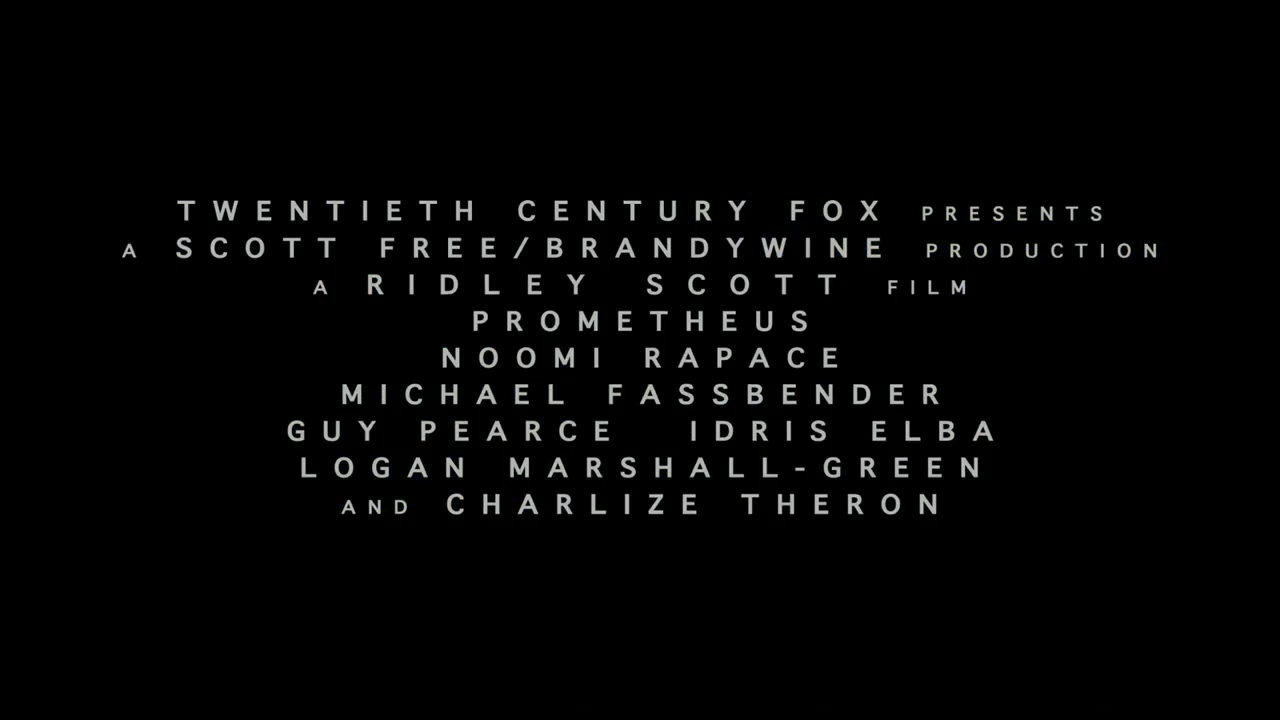 TWENTIETH CENTURY FOX PRESENTS
A SCOTT FREE/BRANDYWINE PRODUCTION
A RIDLEY SCOTT FILM
PROMETHEUS
NOOMI RAPACE
MICHAEL FASSBENDER
GUY PEARCE IDRIS ELBA
LOGAN MARSHALL-GREEN
AND CHARLIZE THERON